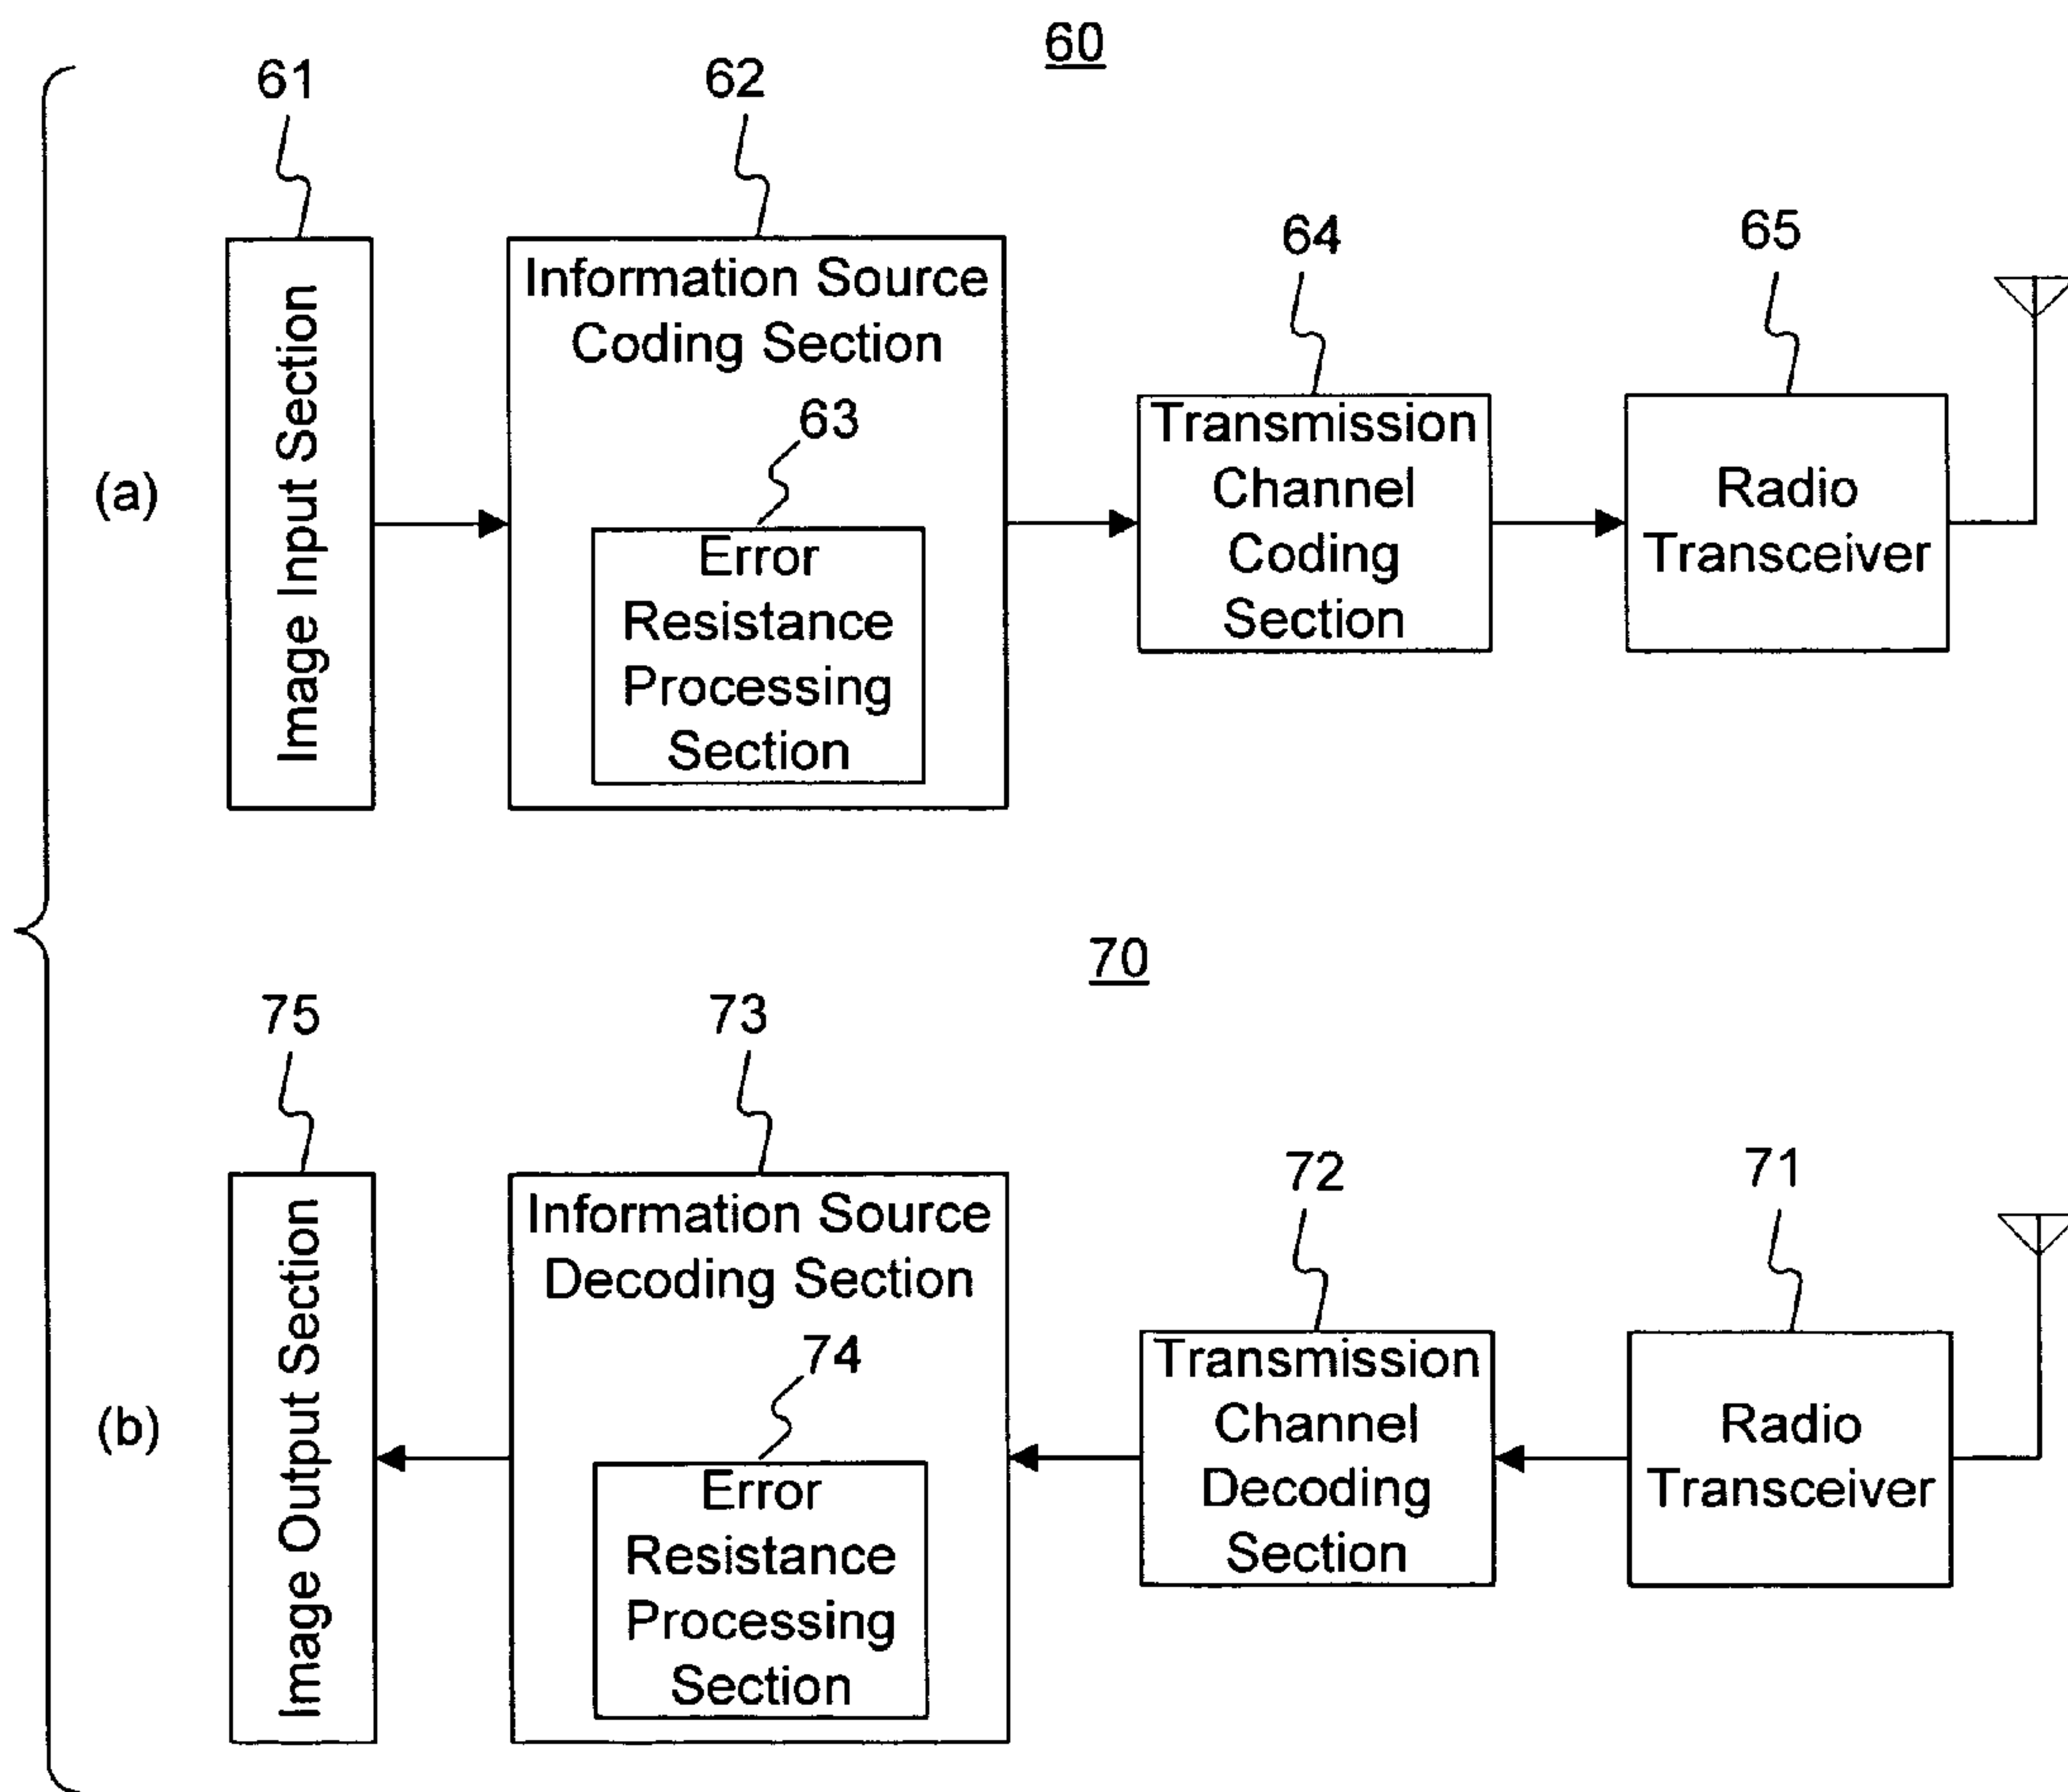 60
61
62
64
65
(a)
Image Input Section
Information Source
Coding Section
63
Error
Resistance
Processing
Section
Transmission
Channel
Coding
Section
Radio
Transceiver
70
75
73
72
71
(b)
Image Output Section
Information Source
Decoding Section
74
Error
Resistance
Processing
Section
Transmission
Channel
Decoding
Section
Radio
Transceiver